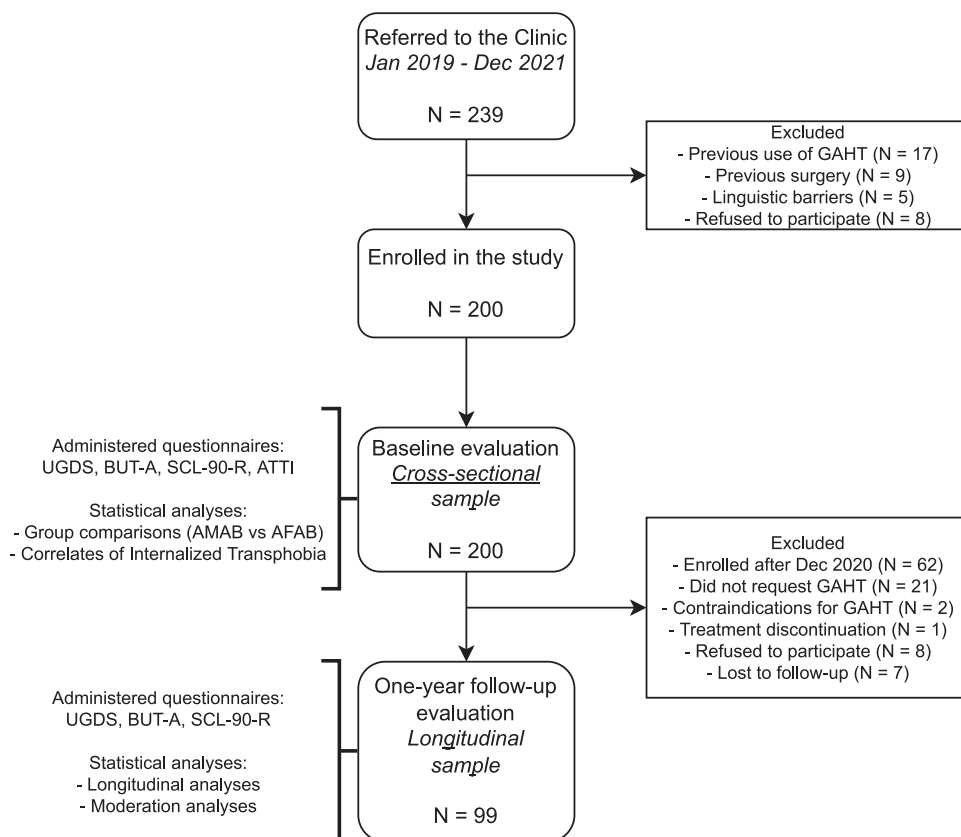 Referred to the Clinic
Jan 2019 - Dec 2021
N = 239
Excluded
- Previous use of GAHT (N = 17)
- Previous surgery (N = 9)
- Linguistic barriers (N = 5)
- Refused to participate (N = 8)
Enrolled in the study
N = 200
Administered questionnaires:
UGDS, BUT-A, SCL-90-R, ATTI
Statistical analyses:
- Group comparisons (AMAB vs AFAB)
- Correlates of Internalized Transphobia
Baseline evaluation
Cross-sectional
sample
N = 200
Excluded
- Enrolled after Dec 2020 (N = 62)
- Did not request GAHT (N = 21)
- Contraindications for GAHT (N = 2)
- Treatment discontinuation (N = 1)
- Refused to participate (N = 8)
- Lost to follow-up (N = 7)
Administered questionnaires:
UGDS, BUT-A, SCL-90-R
Statistical analyses:
- Longitudinal analyses
- Moderation analyses
One-year follow-up
evaluation
Longitudinal
sample
N = 99